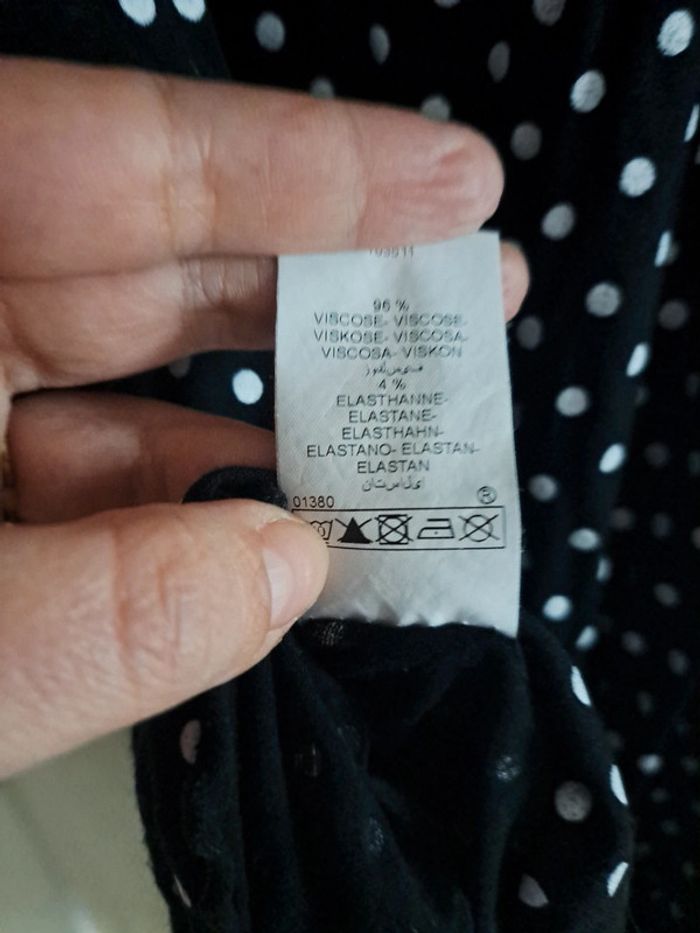 96 %
VISCOSE- VISCOSE-
VISKOSE- VISCOSA-
VISCOSA- VISKON
4 %
ELASTHANNE-
ELASTANE-
ELASTHAHN-
ELASTANO- ELASTAN-
ELASTAN
01380 ®